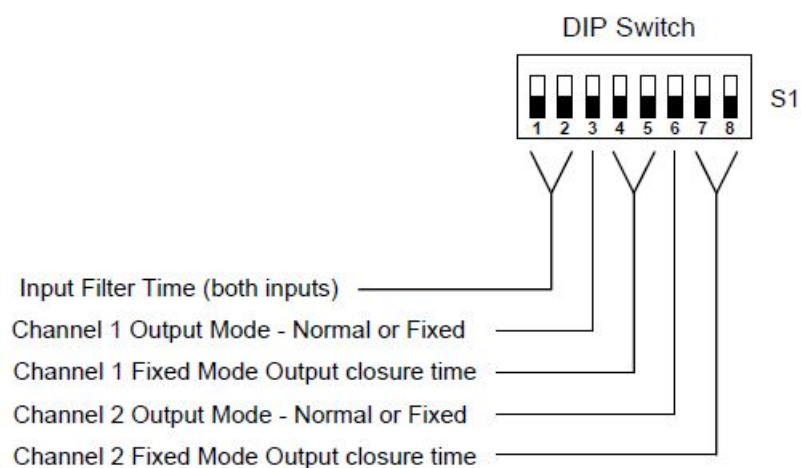 DIP Switch
S1
1 2 3 4 5 6 7 8
Input Filter Time (both inputs)
Channel 1 Output Mode - Normal or Fixed
Channel 1 Fixed Mode Output closure time
Channel 2 Output Mode - Normal or Fixed
Channel 2 Fixed Mode Output closure time